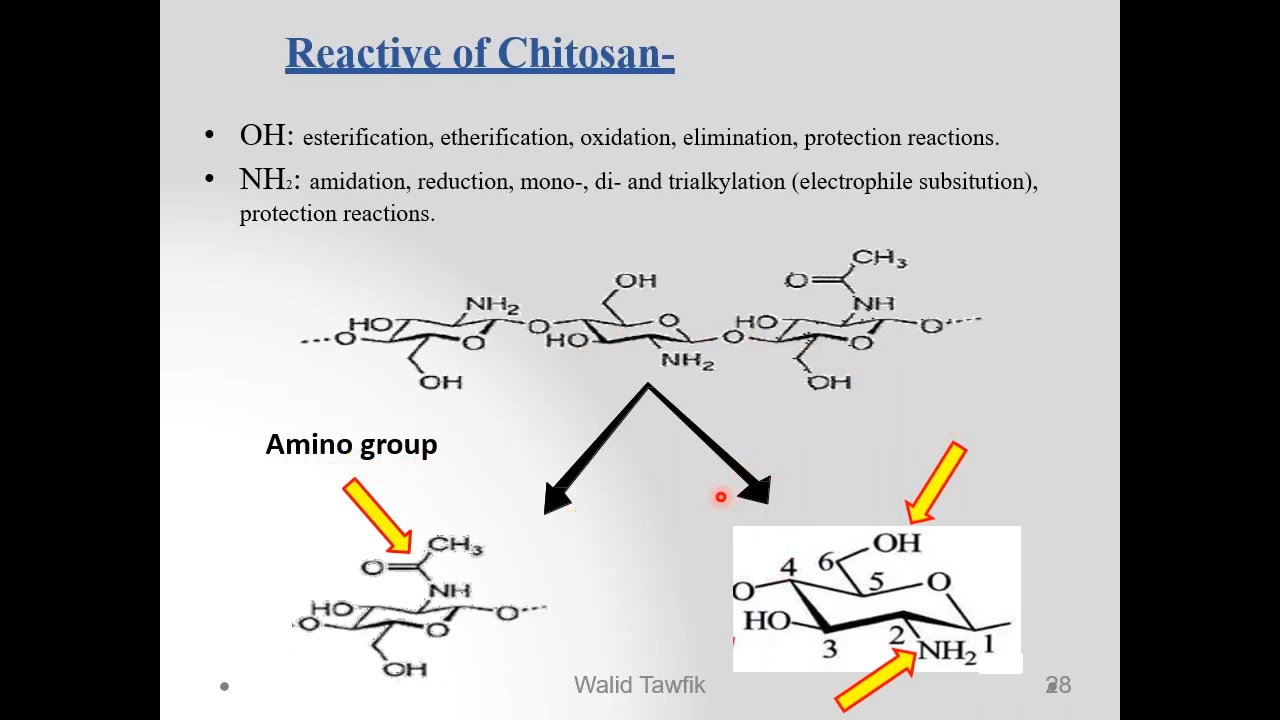 Reactive of Chitosan-
• OH: esterification, etherification, oxidation, elimination, protection reactions.
• NH2: amidation, reduction, mono-, di- and trialkylation (electrophile subsitution),
protection reactions.
CH3
OH
O
NH2
NH
HO
O
O
HO
O
O
HO
O
O
O
HO
NH2
OH
OH
Amino group
CH3
O
NH
HO
O
O
O
OH
OH
4
6
5
O
O
HO
2
3
NH2
1
Walid Tawfik
28